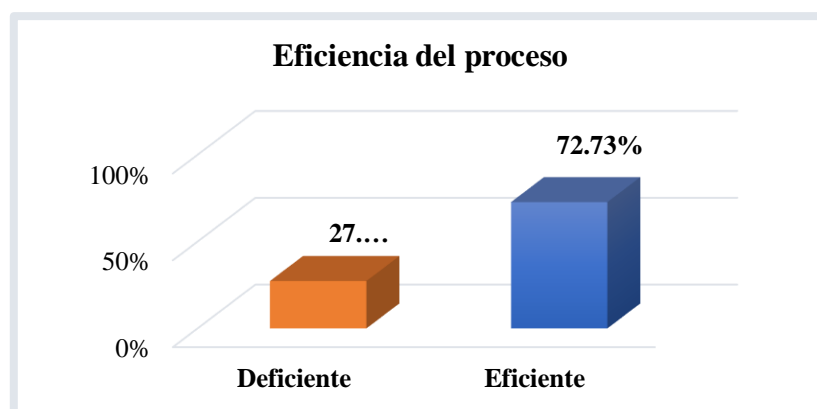 Eficiencia del proceso
72.73%
100%
27.…
50%
0%
Deficiente
Eficiente